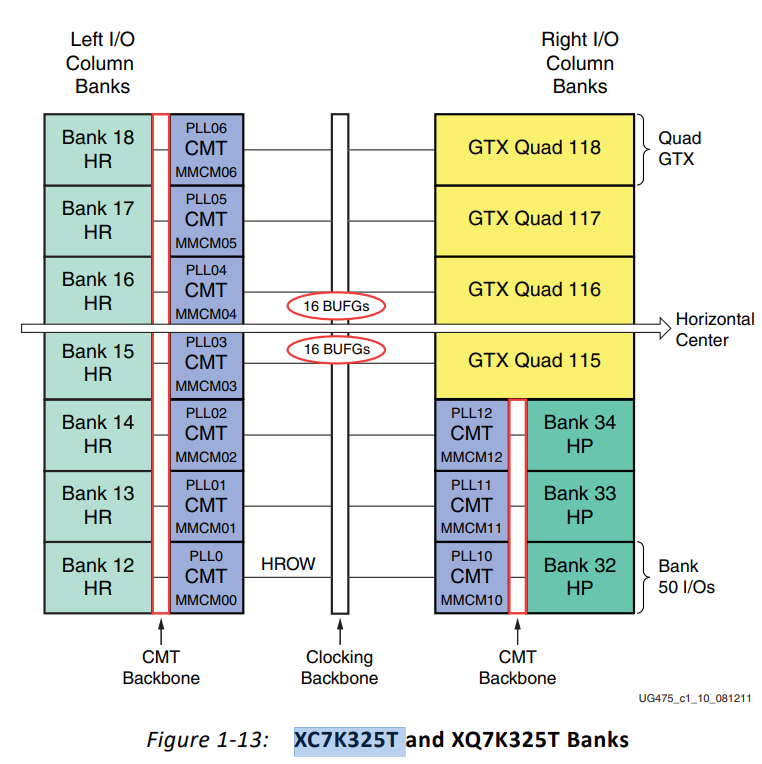 Left I/O
Column
Banks
Right I/O
Column
Banks
Bank 18
HR
PLL06
CMT
MMCM06
GTX Quad 118
Quad
GTX
Bank 17
HR
PLL05
CMT
MMCM05
GTX Quad 117
Bank 16
HR
PLL04
CMT
MMCM04
16 BUFGs
GTX Quad 116
Horizontal
Center
Bank 15
HR
PLL03
CMT
MMCM03
16 BUFGs
GTX Quad 115
Bank 14
HR
PLL02
CMT
MMCM02
PLL12
CMT
MMCM12
Bank 34
HP
Bank 13
HR
PLL01
CMT
MMCM01
PLL11
CMT
MMCM11
Bank 33
HP
Bank 12
HR
PLL0
CMT
MMCM00
HROW
PLL10
CMT
MMCM10
Bank 32
HP
Bank
50 I/Os
CMT
Backbone
Clocking
Backbone
CMT
Backbone
UG475_c1_10_081211
Figure 1-13: XC7K325T and XQ7K325T Banks